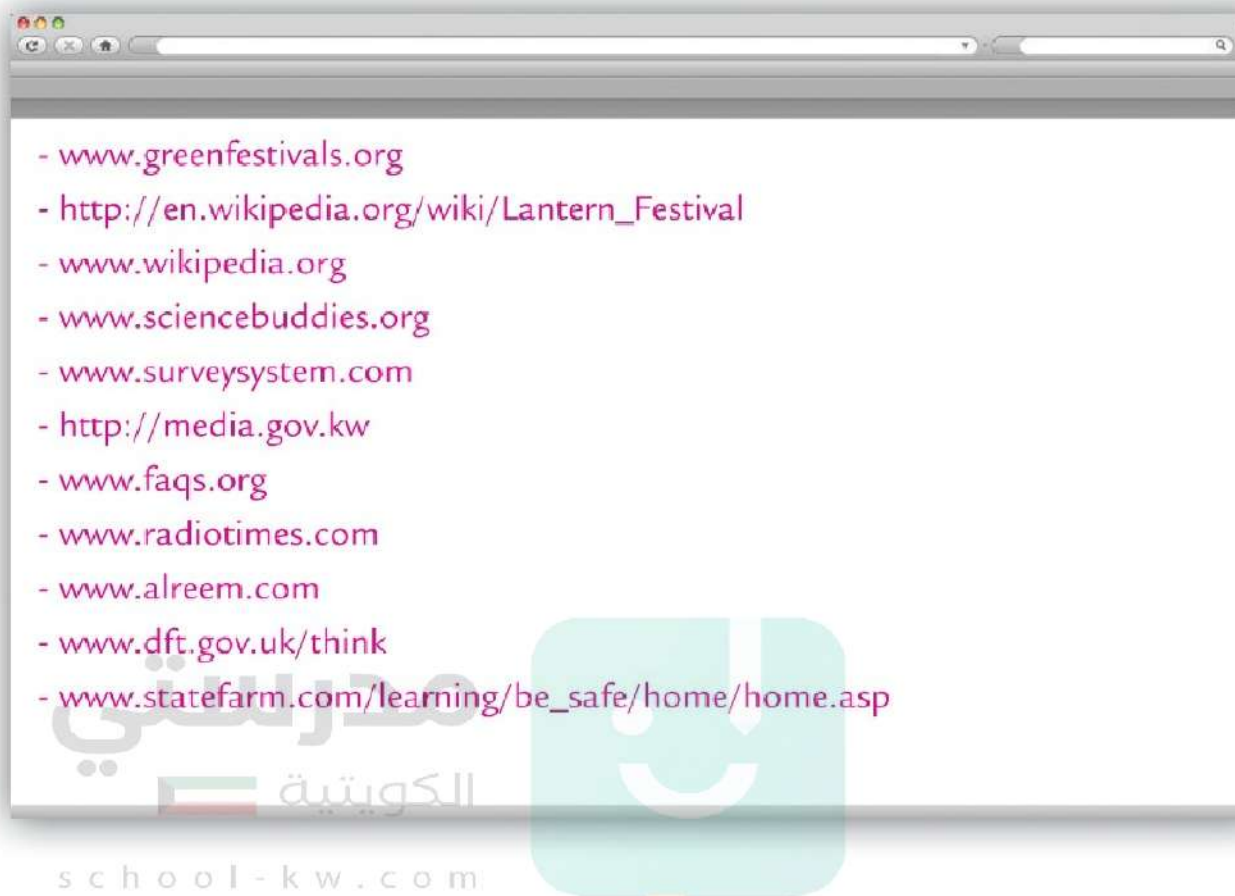 - www.greenfestivals.org
- http://en.wikipedia.org/wiki/Lantern_Festival
- www.wikipedia.org
- www.sciencebuddies.org
- www.surveysystem.com
- http://media.gov.kw
- www.faqs.org
- www.radiotimes.com
- www.alreem.com
- www.dft.gov.uk/think
- www.statefarm.com/learning/be_safe/home/home.asp
مدرستي
الكويتية
school-kw.com